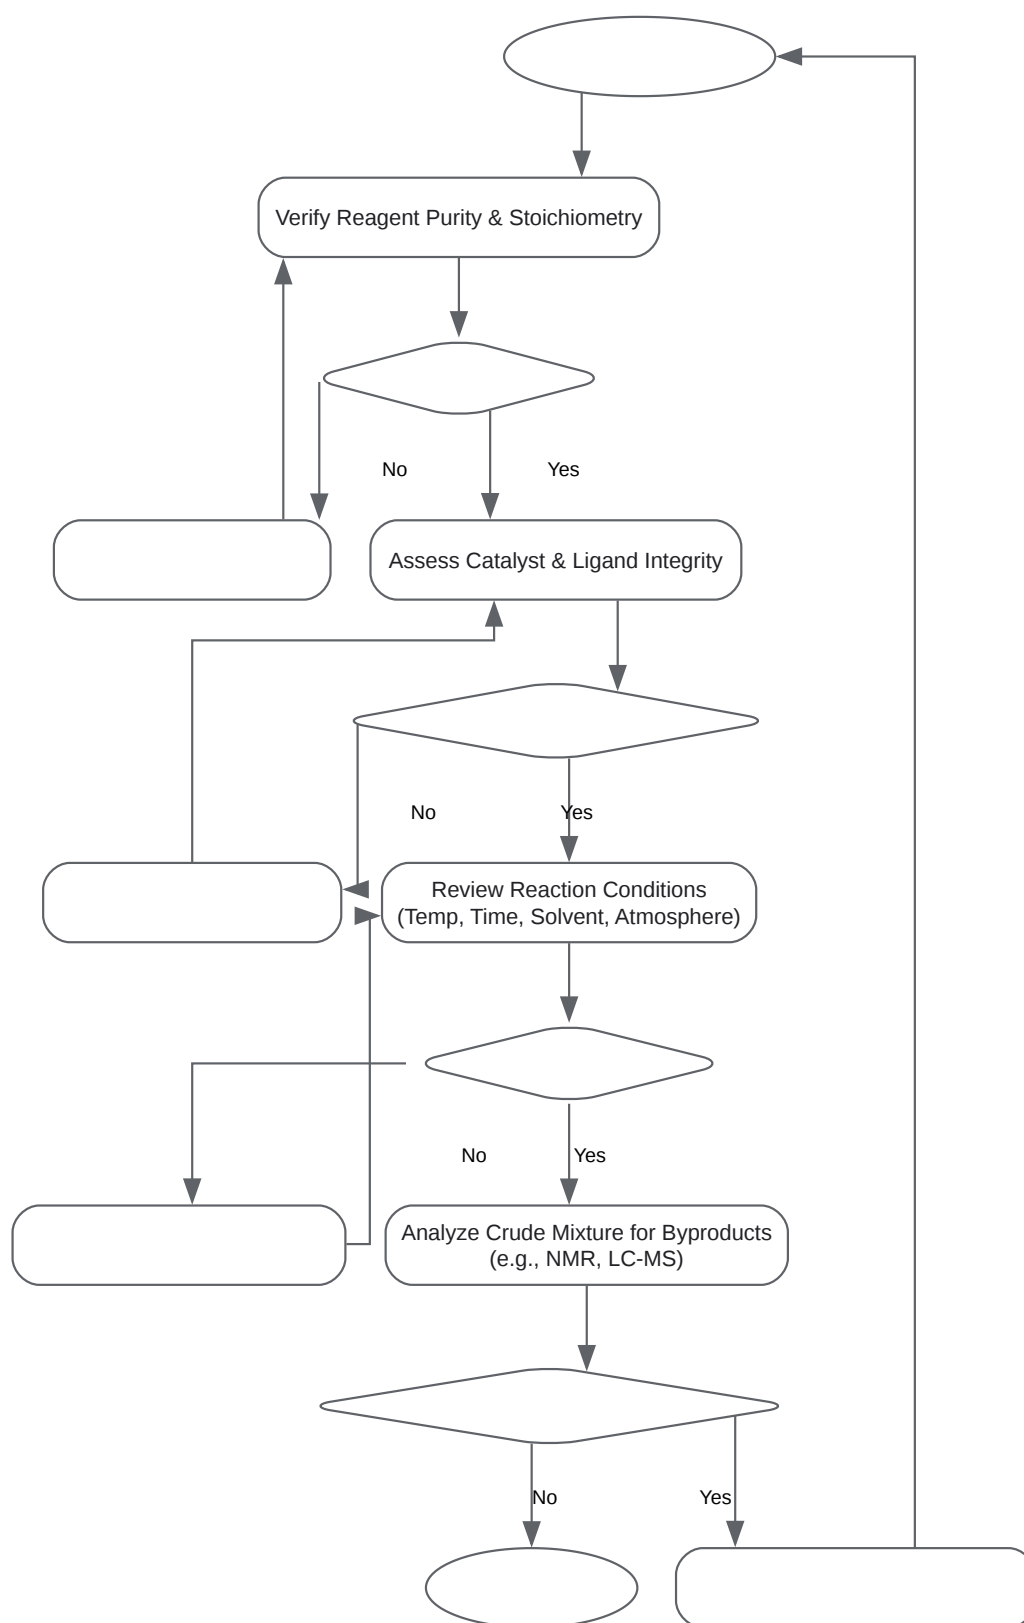 Verify Reagent Purity & Stoichiometry
No
Yes
Assess Catalyst & Ligand Integrity
No
Yes
Review Reaction Conditions
(Temp, Time, Solvent, Atmosphere)
No
Yes
Analyze Crude Mixture for Byproducts
(e.g., NMR, LC-MS)
No
Yes